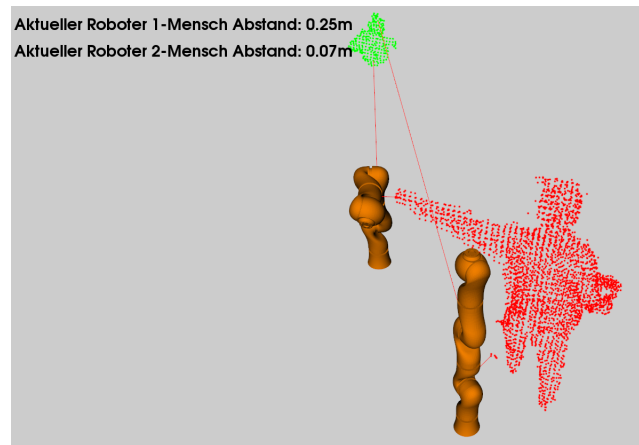 Aktueller Roboter 1-Mensch Abstand: 0.25m
Aktueller Roboter 2-Mensch Abstand: 0.07m